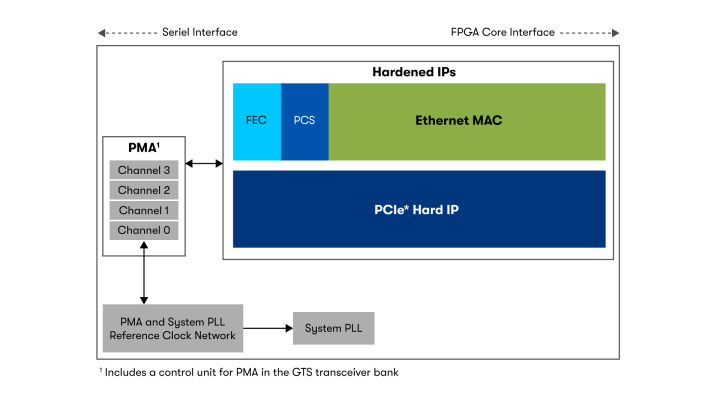 Seriel Interface
FPGA Core Interface
Hardened IPs
FEC
PCS
Ethernet MAC
PMA¹
Channel 3
Channel 2
Channel 1
Channel 0
PCIe* Hard IP
PMA and System PLL
Reference Clock Network
System PLL
¹ Includes a control unit for PMA in the GTS transceiver bank